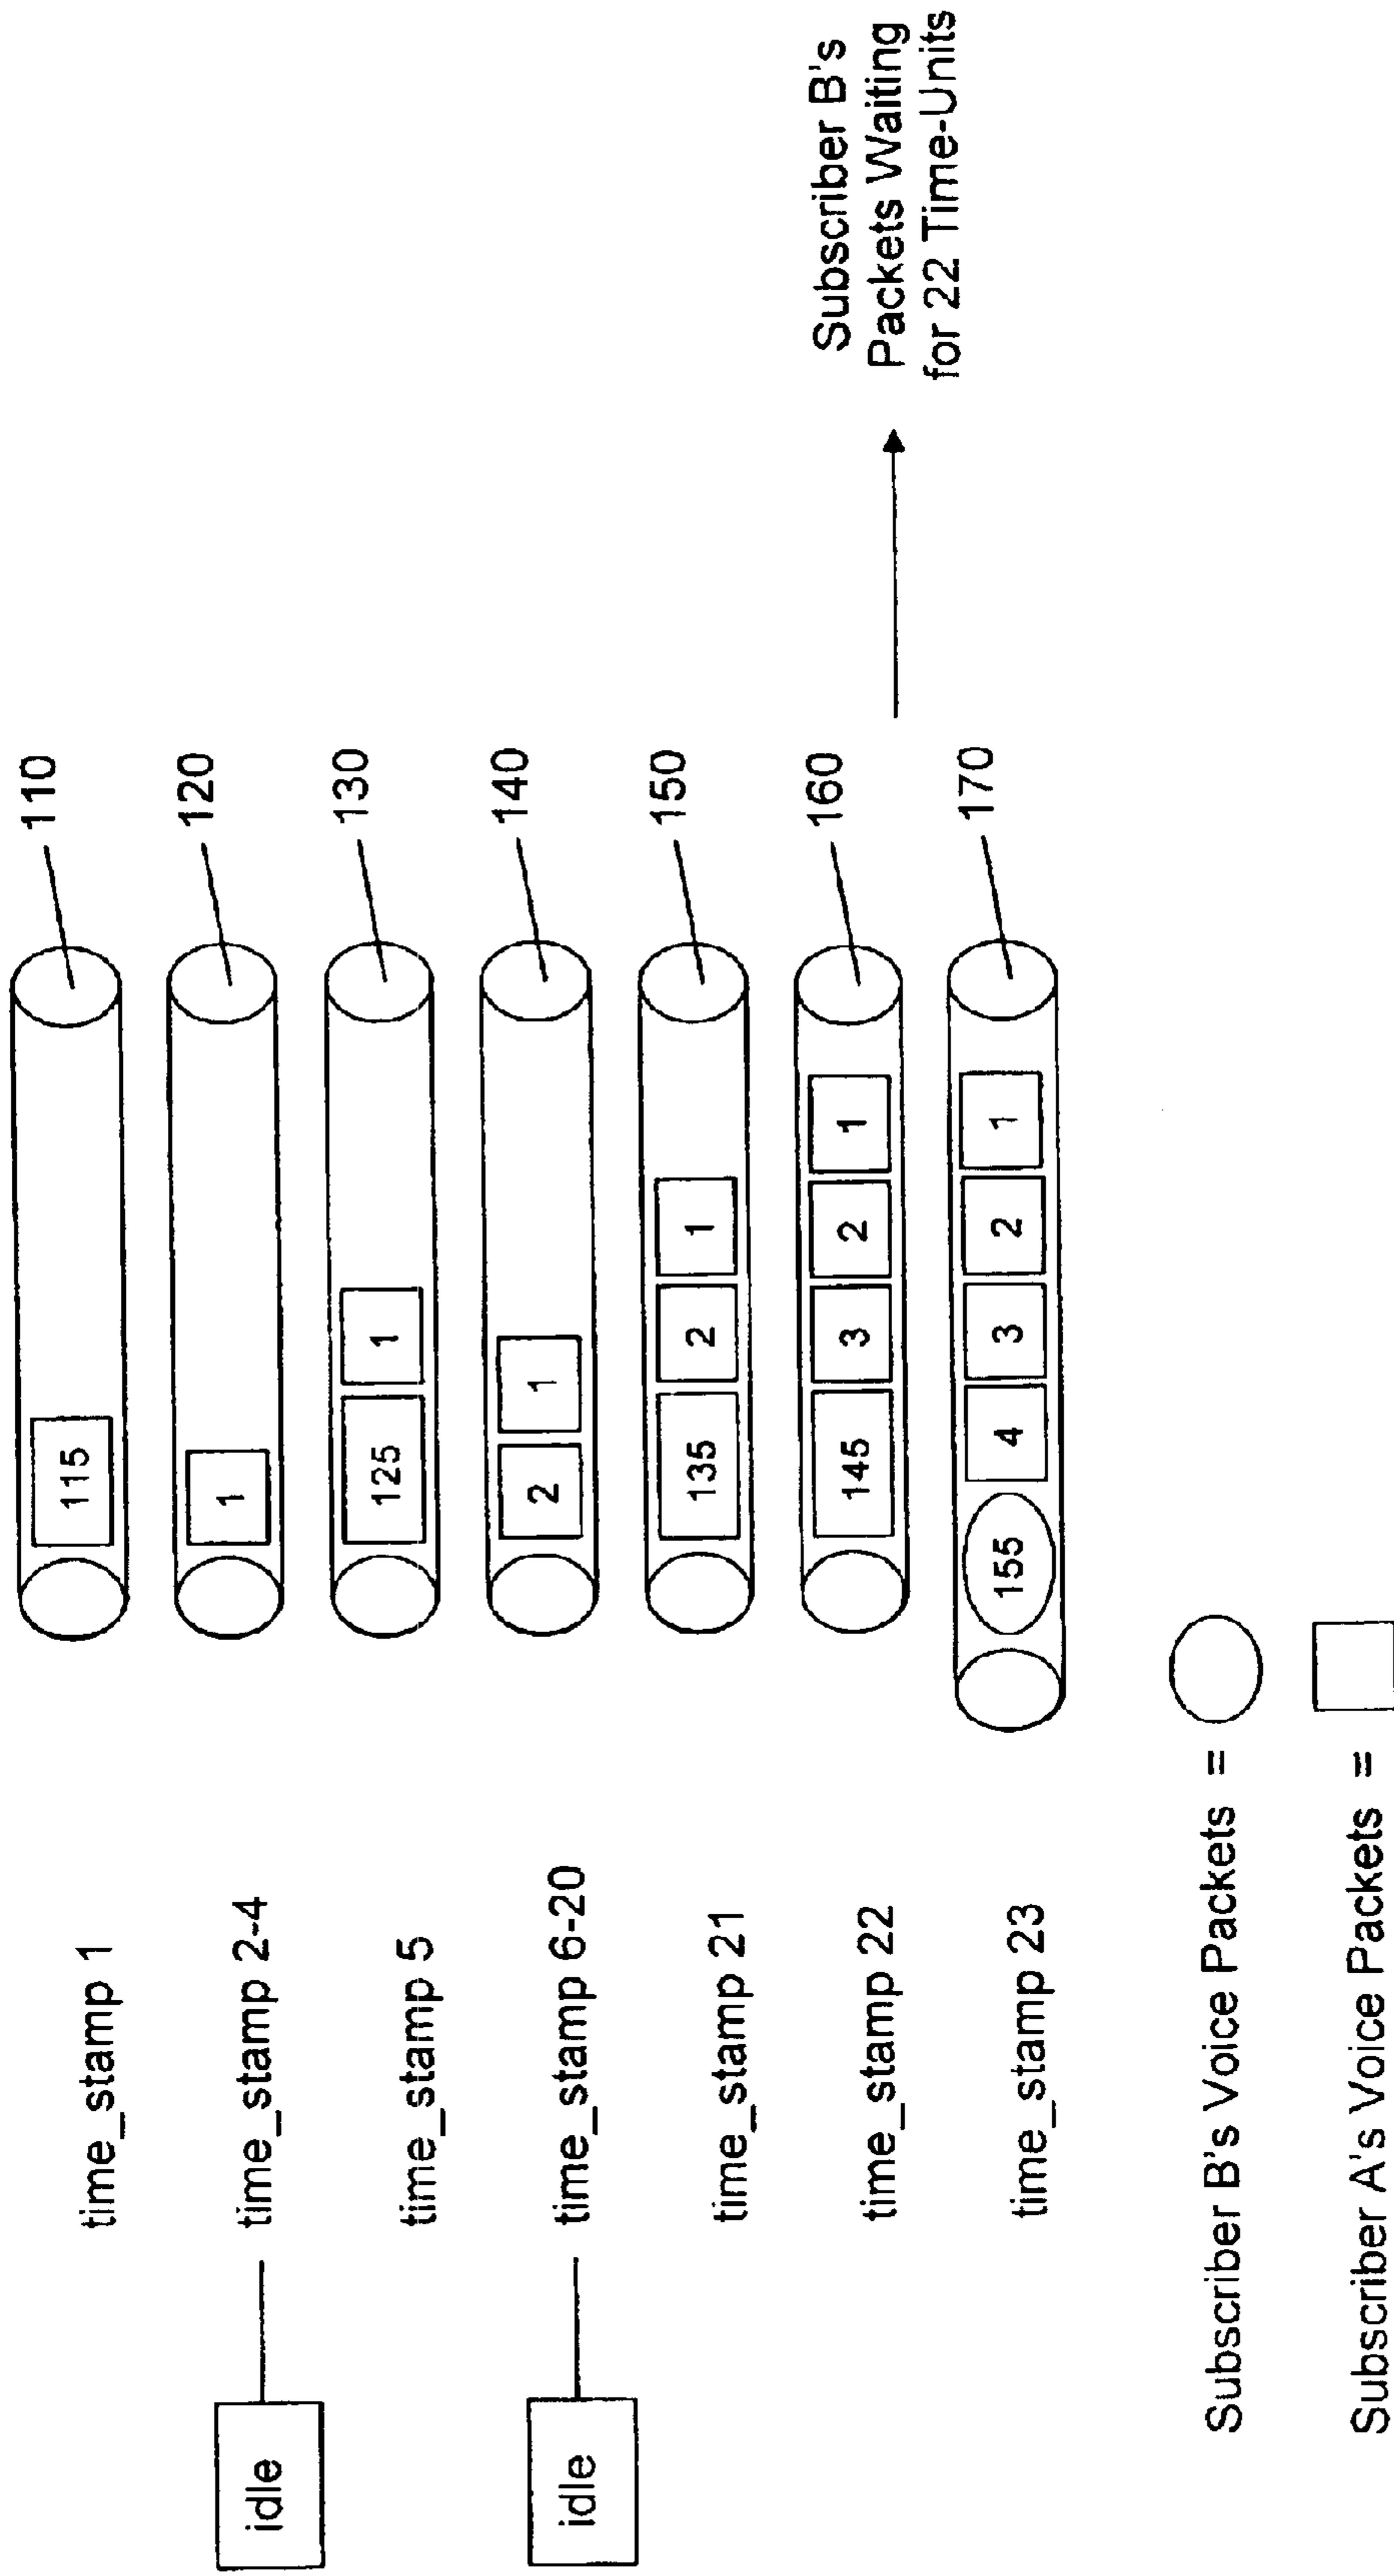 time_stamp 1
115
110
idle
time_stamp 2-4
1
120
time_stamp 5
125
1
130
idle
time_stamp 6-20
2
1
140
time_stamp 21
135
2
1
150
time_stamp 22
145
3
2
1
160
Subscriber B's
Packets Waiting
for 22 Time-Units
time_stamp 23
155
4
3
2
1
170
Subscriber B's Voice Packets =
Subscriber A's Voice Packets =